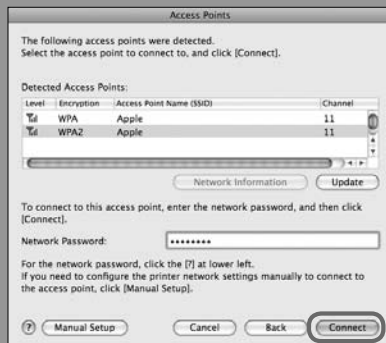 Access Points
The following access points were detected.
Select the access point to connect to, and click [Connect].
Detected Access Points:
Level Encryption Access Point Name (SSID) Channel
WPA Apple 11
WPA2 Apple 11
Network Information Update
To connect to this access point, enter the network password, and then click
[Connect].
Network Password: ••••••••
For the network password, click the [?] at lower left.
If you need to configure the printer network settings manually to connect to
the access point, click [Manual Setup].
? Manual Setup Cancel Back Connect